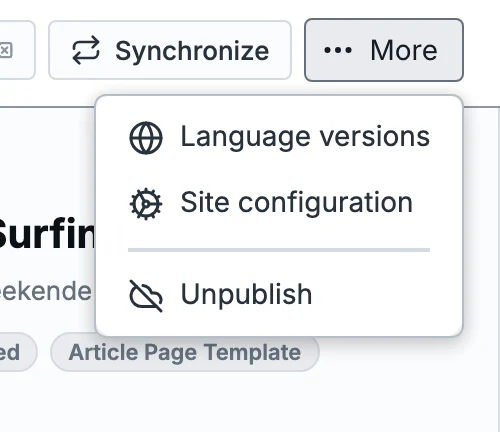 Synchronize
More
Language versions
Site configuration
Unpublish
Article Page Template